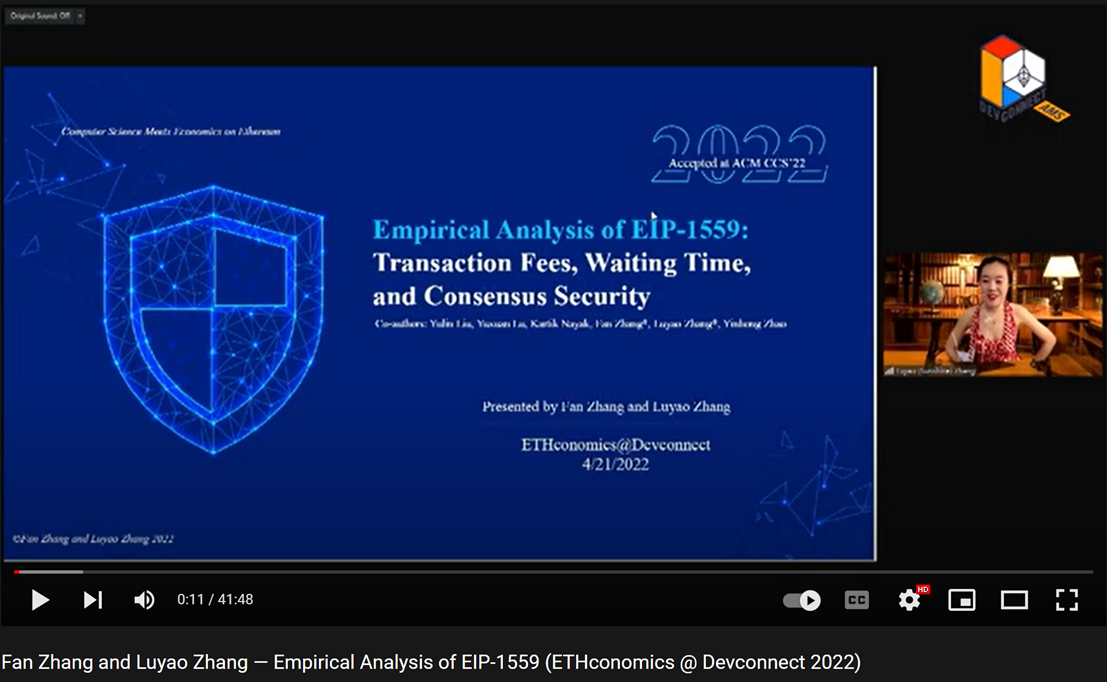 Original Sound: Off
Computer Science Meets Economics on Ethereum
2022
Accepted at ACM CCS'22
Empirical Analysis of EIP-1559:
Transaction Fees, Waiting Time,
and Consensus Security
Co-authors: Yulin Liu, Yuxuan Lu, Kartik Nayak, Fan Zhang*, Luyao Zhang*, Yinhong Zhao
Presented by Fan Zhang and Luyao Zhang
ETHconomics@Devconnect
4/21/2022
©Fan Zhang and Luyao Zhang 2022
DEVCONNECT
AMS
Luyao (Sunshine) Zhang
0:11 / 41:48
CC
HD
Fan Zhang and Luyao Zhang — Empirical Analysis of EIP-1559 (ETHconomics @ Devconnect 2022)